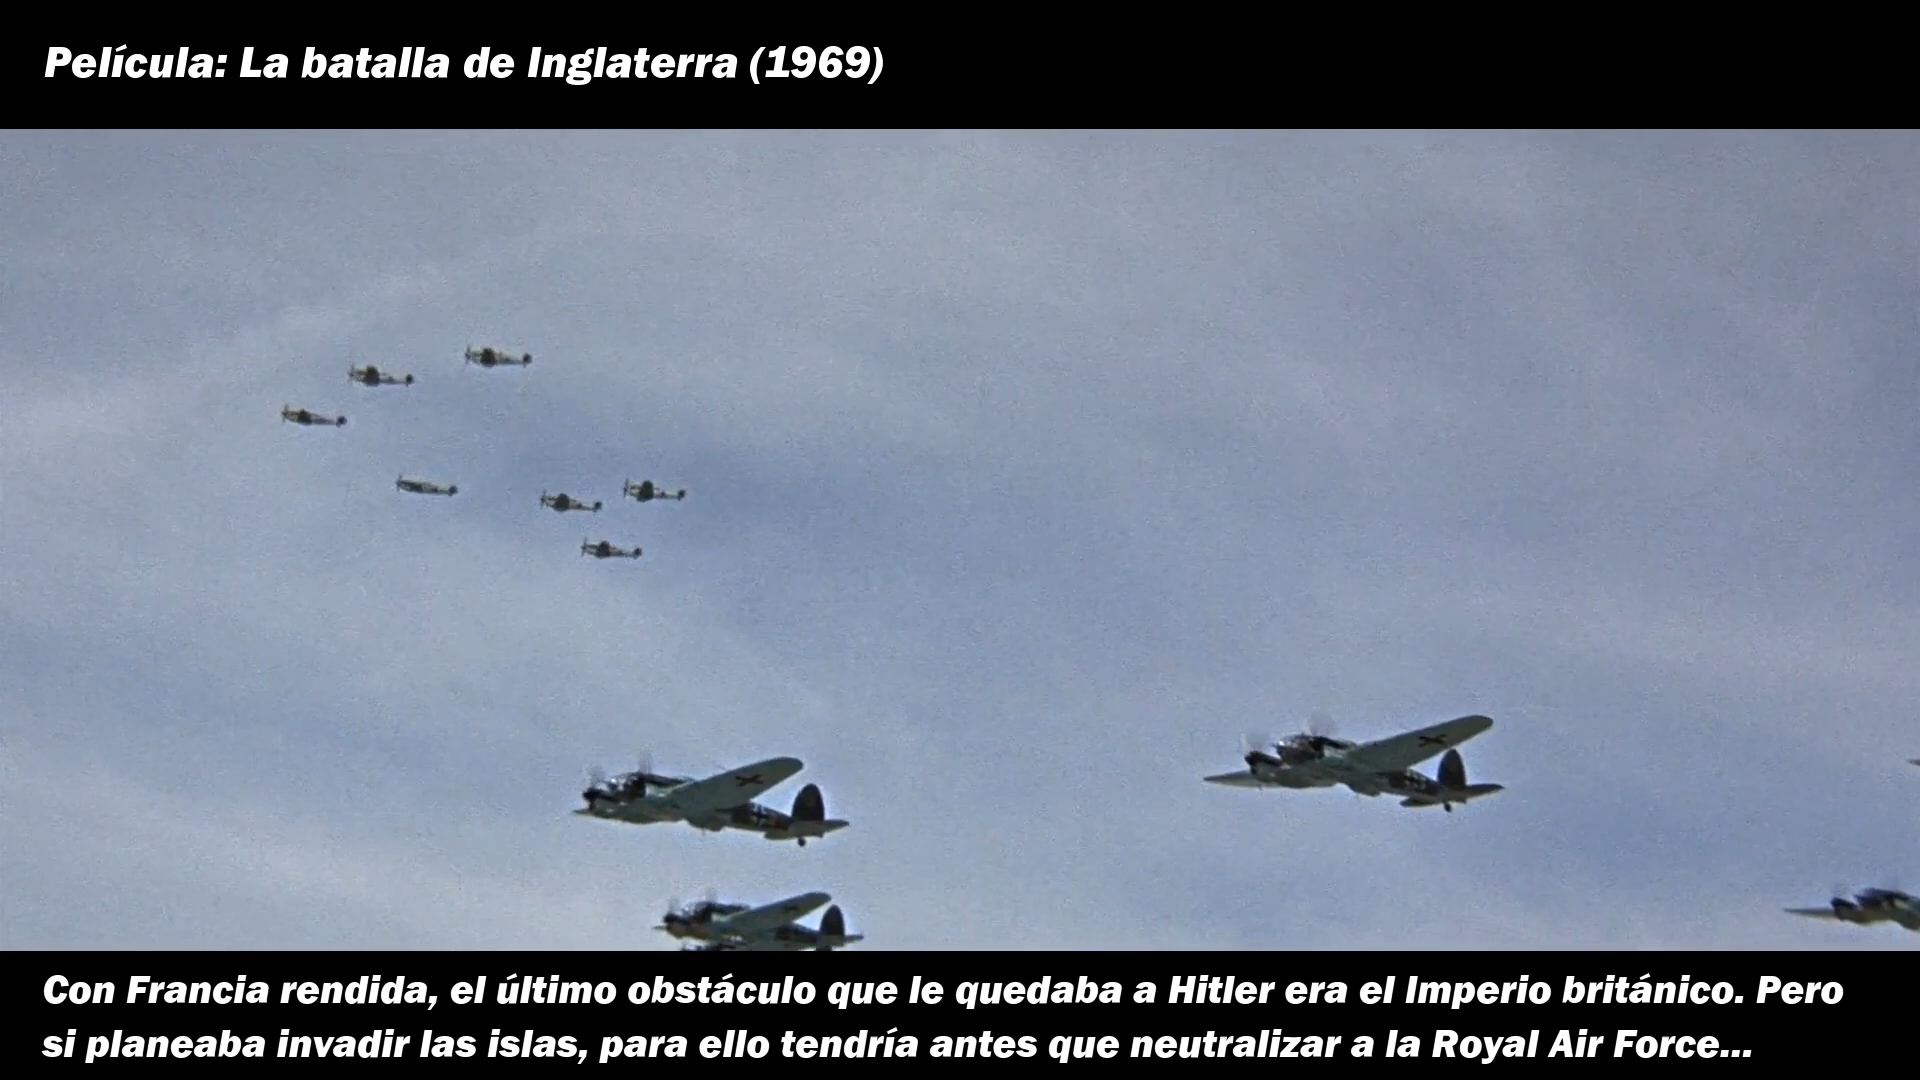 Película: La batalla de Inglaterra (1969)
Con Francia rendida, el último obstáculo que le quedaba a Hitler era el Imperio británico. Pero
si planeaba invadir las islas, para ello tendría antes que neutralizar a la Royal Air Force...